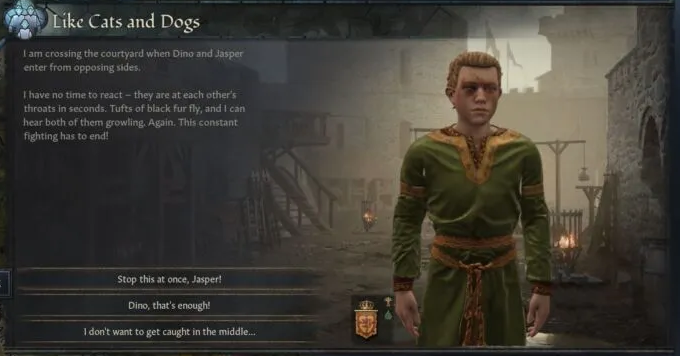 Like Cats and Dogs
I am crossing the courtyard when Dino and Jasper
enter from opposing sides.
I have no time to react – they are at each other's
throats in seconds. Tufts of black fur fly, and I can
hear both of them growling. Again. This constant
fighting has to end!
Stop this at once, Jasper!
Dino, that's enough!
I don't want to get caught in the middle...